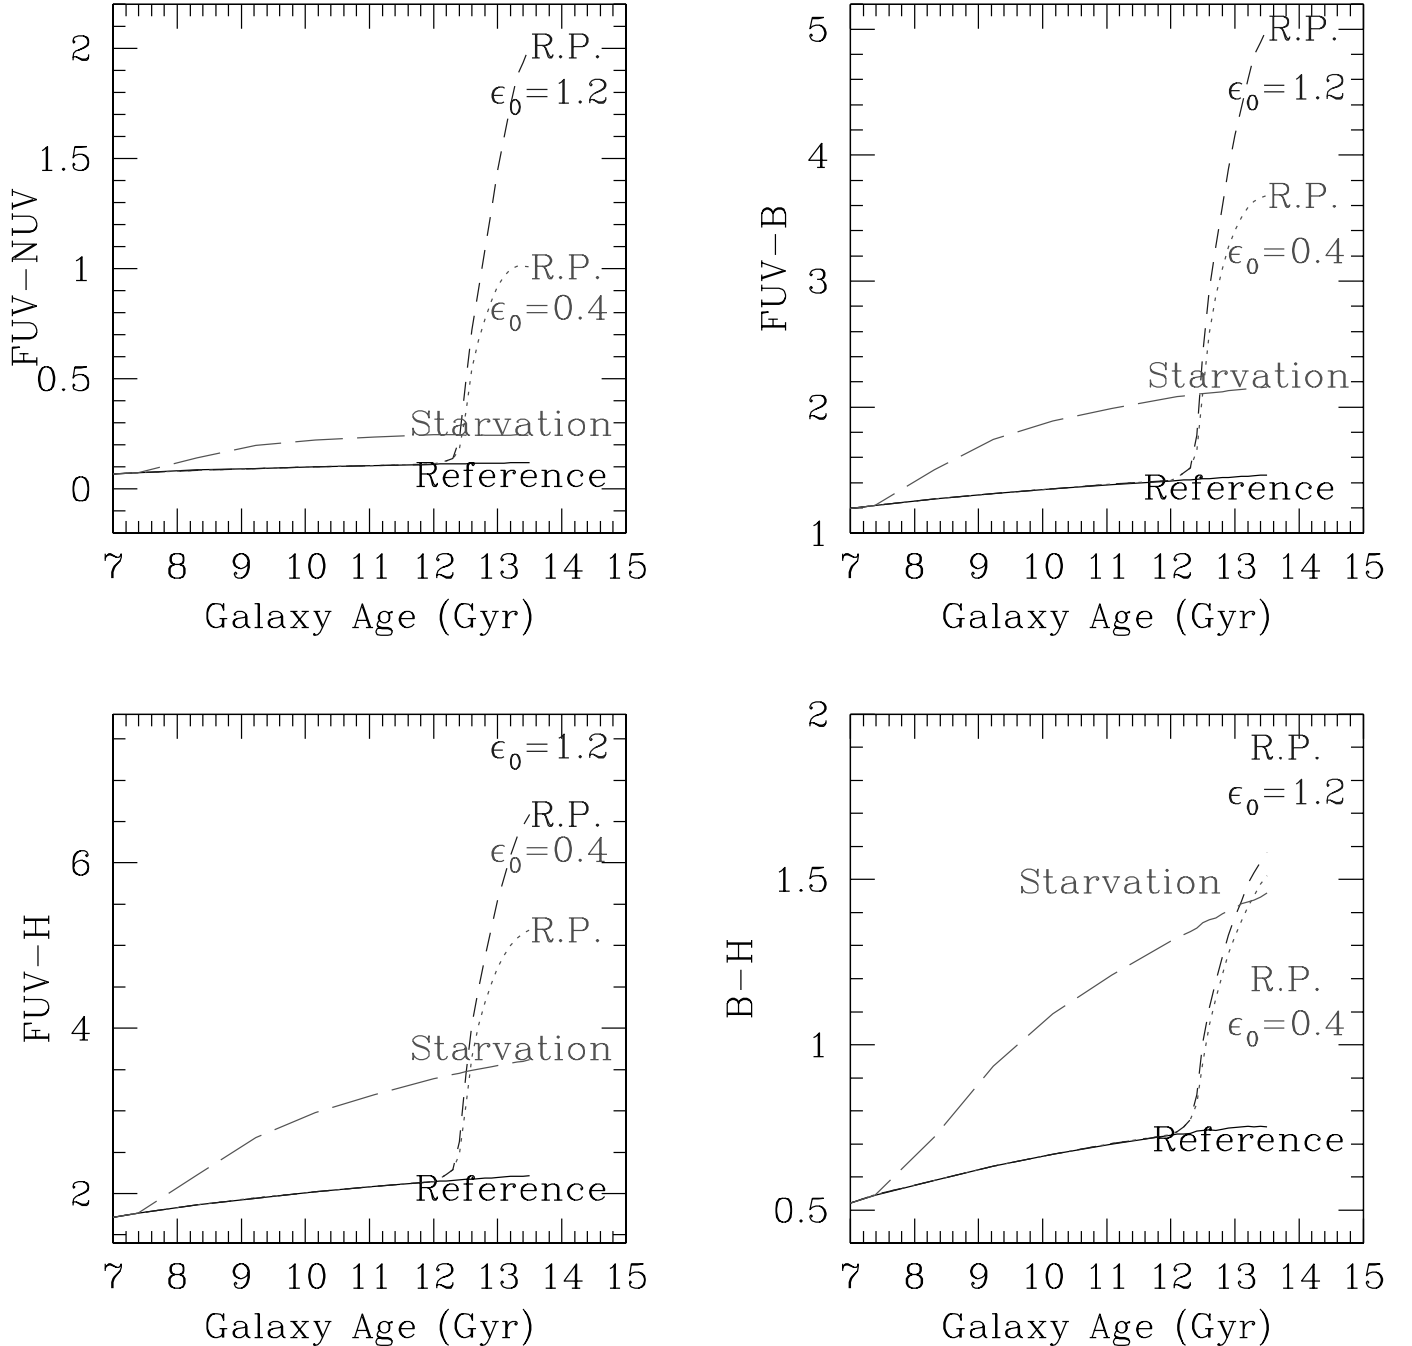 2
1.5
1
0.5
0
FUV−NUV
R.P.
ϵ0=1.2
R.P.
ϵ0=0.4
Starvation
Reference
7 8 9 10 11 12 13 14 15
Galaxy Age (Gyr)
5
4
3
2
1
FUV−B
R.P.
ϵ0=1.2
R.P.
ϵ0=0.4
Starvation
Reference
7 8 9 10 11 12 13 14 15
Galaxy Age (Gyr)
6
4
2
FUV−H
ϵ0=1.2
R.P.
ϵ0=0.4
R.P.
Starvation
Reference
7 8 9 10 11 12 13 14 15
Galaxy Age (Gyr)
2
1.5
1
0.5
B−H
R.P.
ϵ0=1.2
Starvation
R.P.
ϵ0=0.4
Reference
7 8 9 10 11 12 13 14 15
Galaxy Age (Gyr)